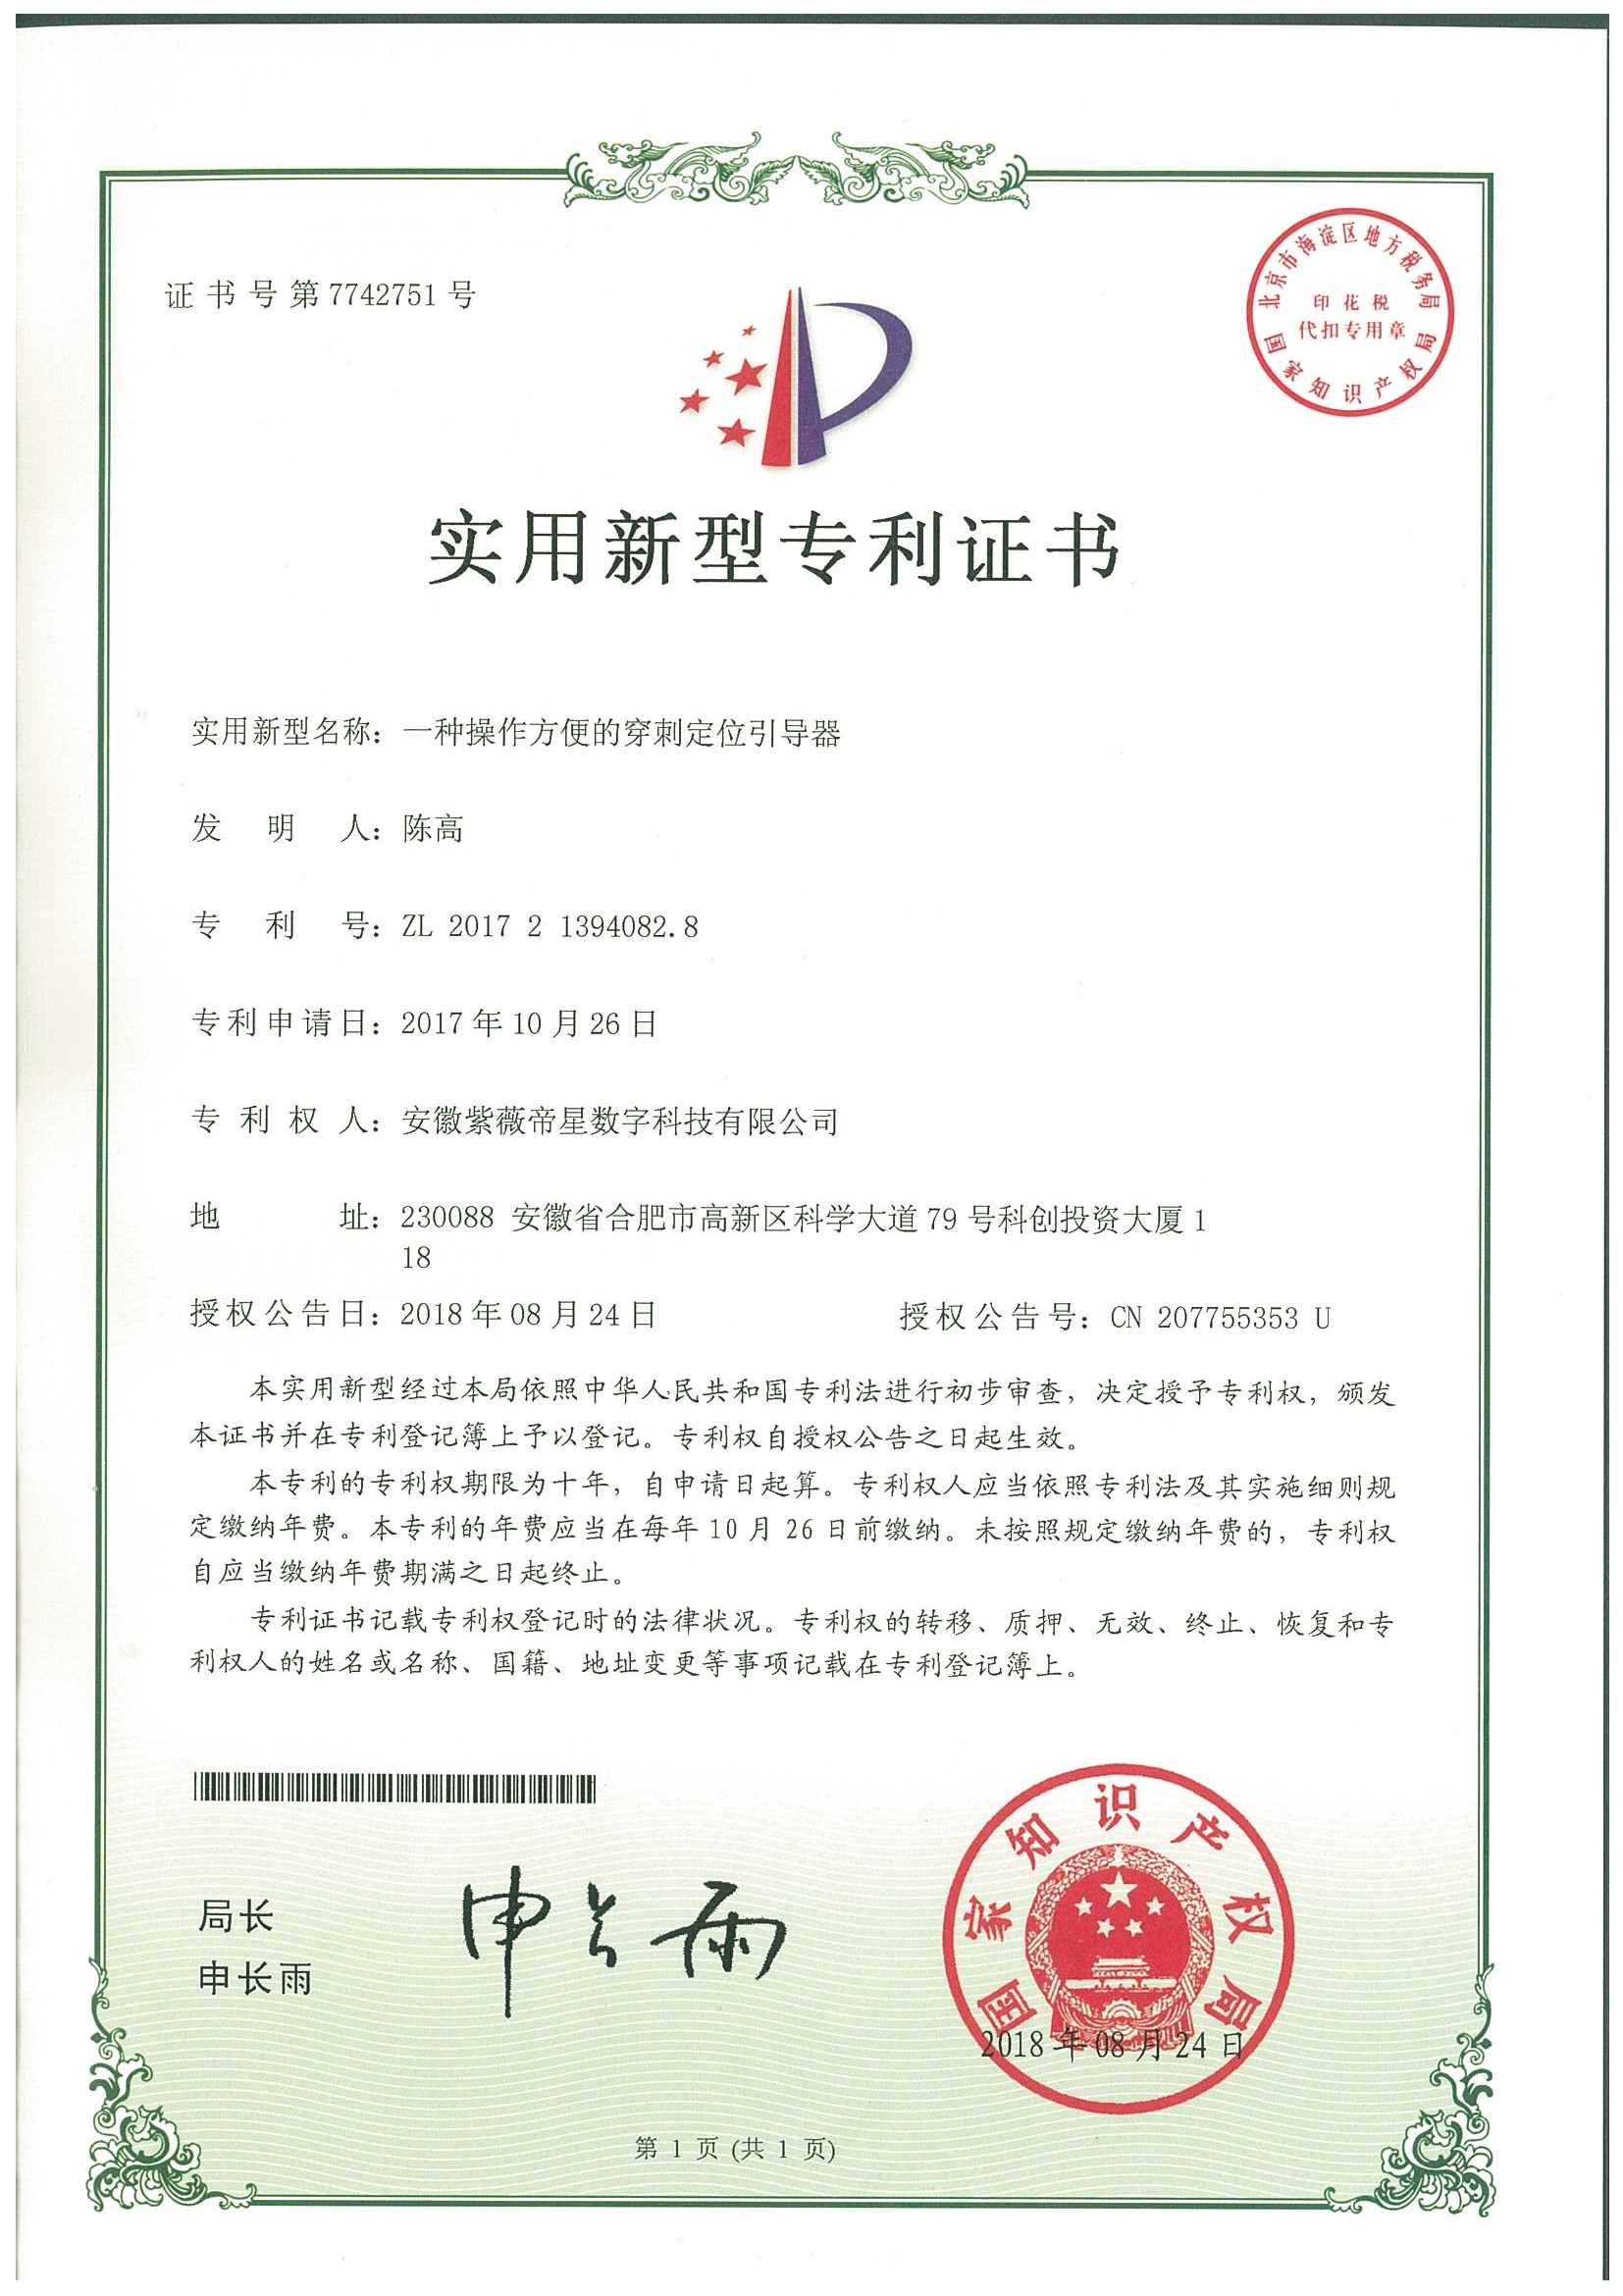 证书号第7742751号
北京市海淀区地方税务局
印花税
代扣专用章
国家知识产权局
实用新型专利证书
实用新型名称：一种操作方便的穿刺定位引导器
发明人：陈高
专利号：ZL 2017 2 1394082.8
专利申请日：2017年10月26日
专利权人：安徽紫薇帝星数字科技有限公司
地址：230088 安徽省合肥市高新区科学大道79号科创投资大厦1
18
授权公告日：2018年08月24日 授权公告号：CN 207755353 U
本实用新型经过本局依照中华人民共和国专利法进行初步审查，决定授予专利权，颁发
本证书并在专利登记簿上予以登记。专利权自授权公告之日起生效。
本专利的专利权期限为十年，自申请日起算。专利权人应当依照专利法及其实施细则规
定缴纳年费。本专利的年费应当在每年10月26日前缴纳。未按照规定缴纳年费的，专利权
自应当缴纳年费期满之日起终止。
专利证书记载专利权登记时的法律状况。专利权的转移、质押、无效、终止、恢复和专
利权人的姓名或名称、国籍、地址变更等事项记载在专利登记簿上。
局长
申长雨
申长雨
国家知识产权局
2018年08月24日
第 1 页 (共 1 页)